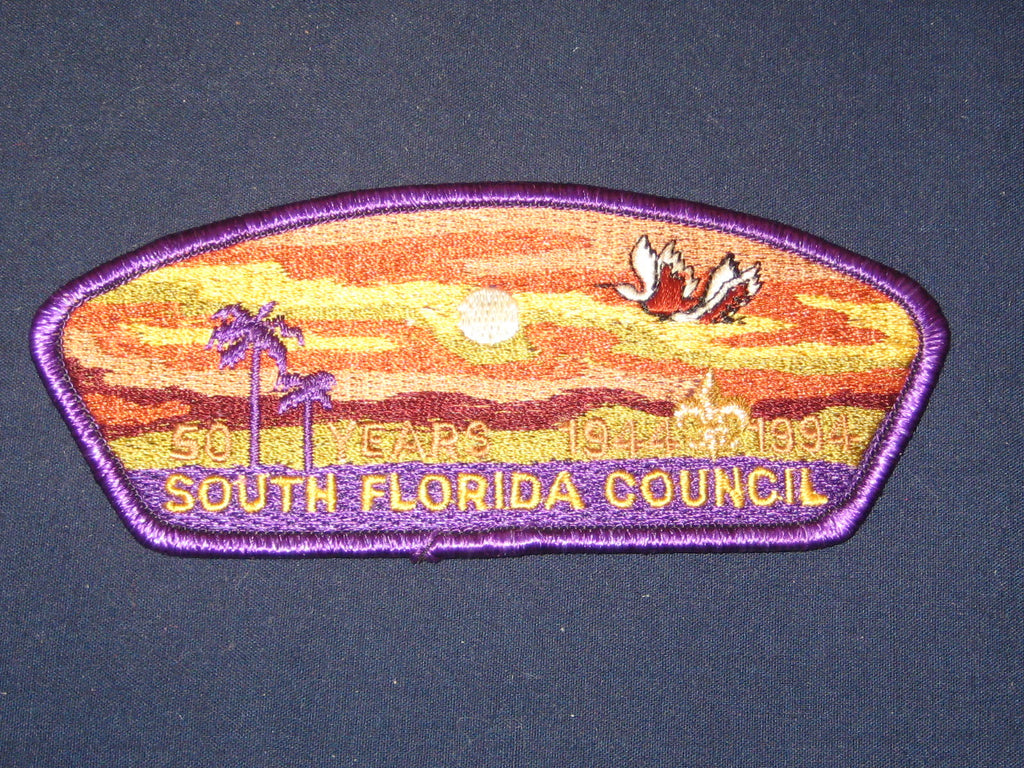 50 YEARS 1944 1994
SOUTH FLORIDA COUNCIL